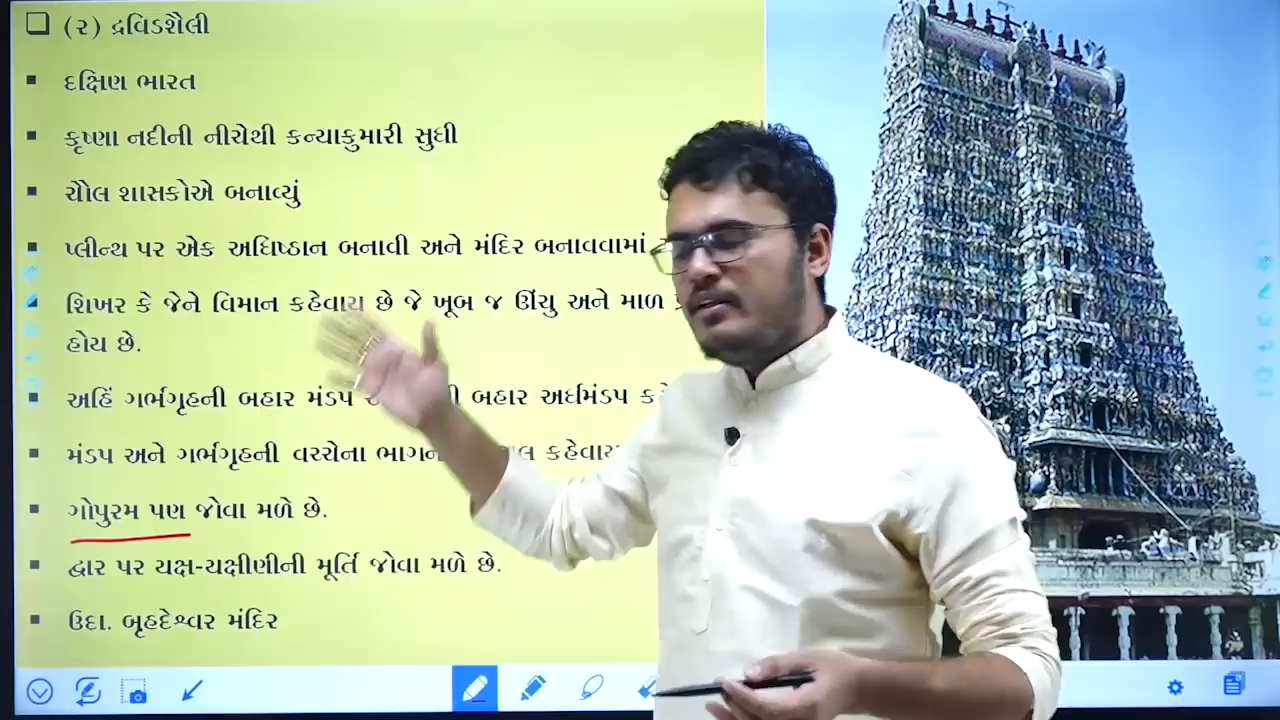 (૨) દ્રવિડશૈલી
દક્ષિણ ભારત
કૃષ્ણા નદીની નીચેથી કન્યાકુમારી સુધી
ચૌલ શાસકોએ બનાવ્યું
પ્લીન્થ પર એક અધિષ્ઠાન બનાવી અને મંદિર બનાવવામાં
શિખર કે જેને વિમાન કહેવાય છે જે ખૂબ જ ઊંચુ અને માળ
હોય છે.
અહિં ગર્ભગૃહની બહાર મંડપ બહાર અર્ધમંડપ
મંડપ અને ગર્ભગૃહની વચ્ચેના કહેવાય
ગોપુરમ પણ જોવા મળે છે.
દ્વાર પર યક્ષ-યક્ષીણીની મૂર્તિ જોવા મળે છે.
ઉદા. બૃહદેશ્વર મંદિર